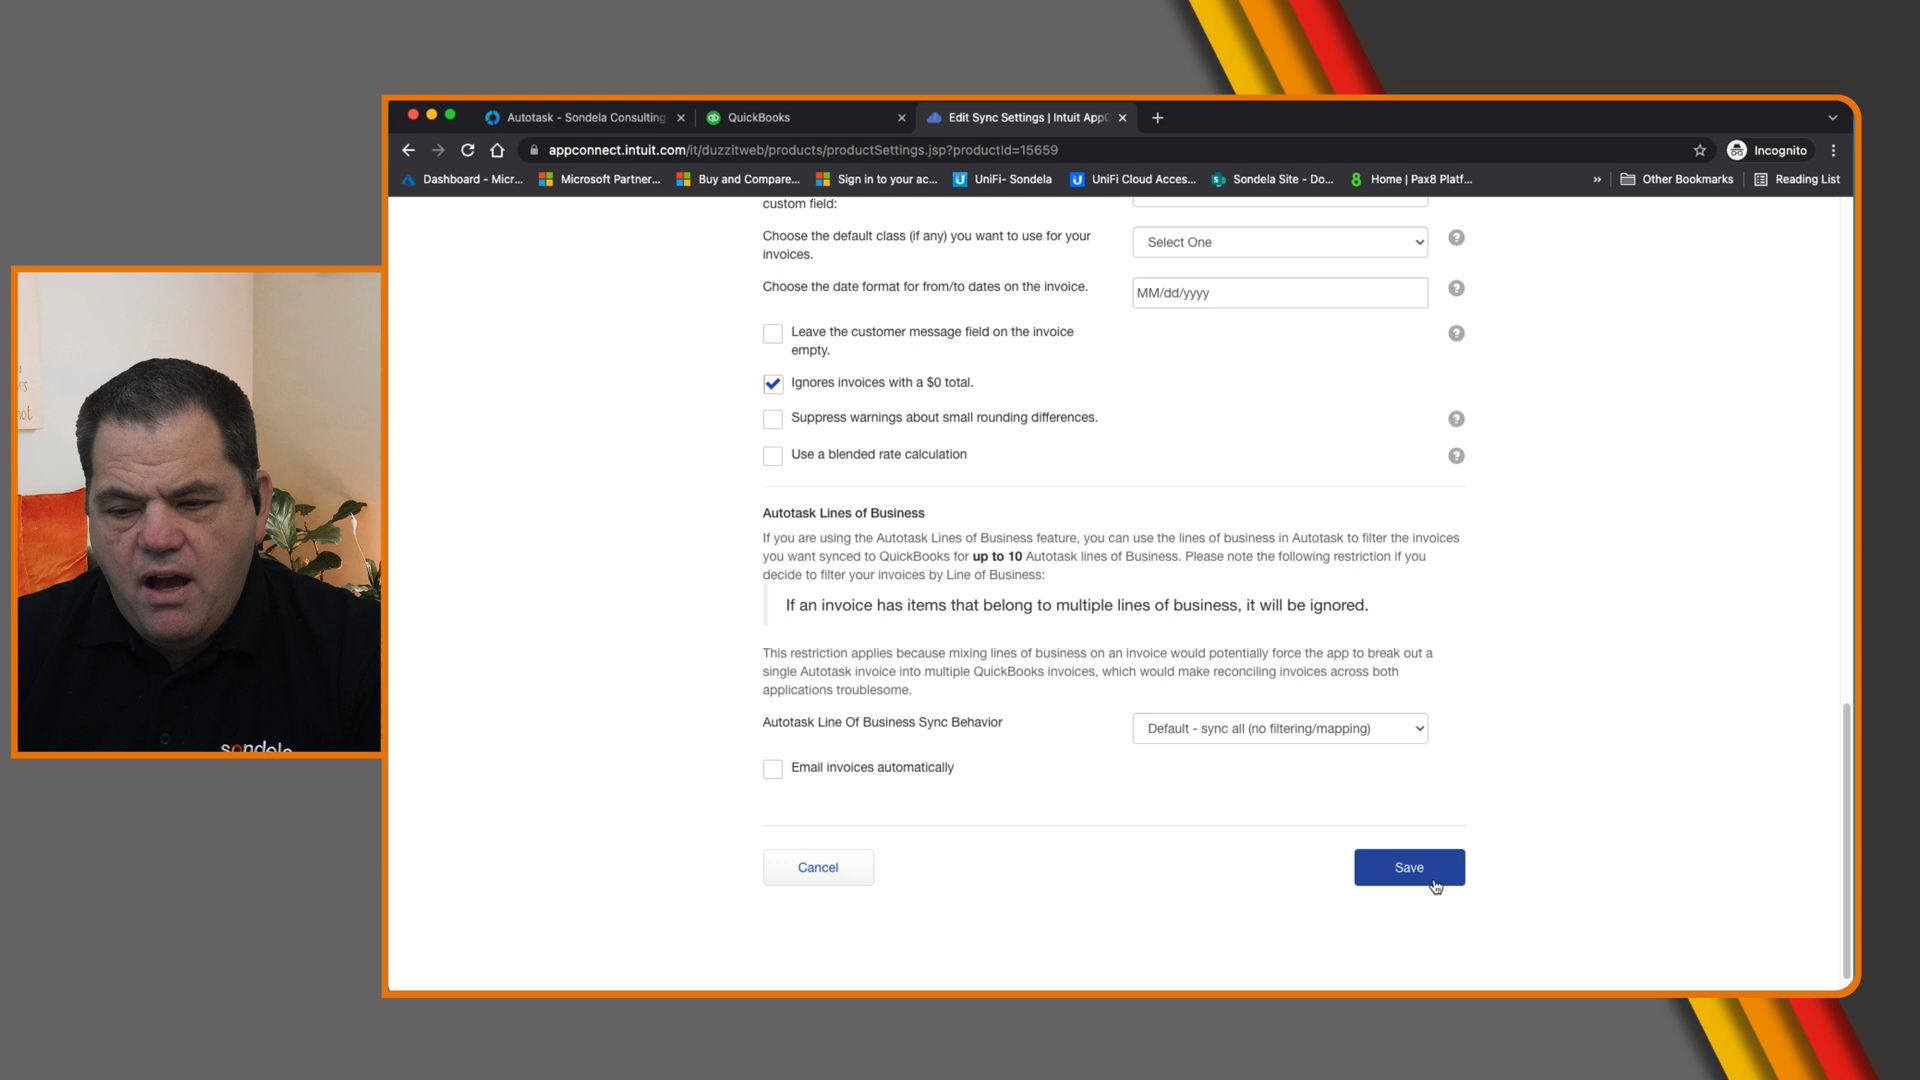 Autotask - Sondela Consulting
QuickBooks
Edit Sync Settings | Intuit AppC
appconnect.intuit.com/it/duzzitweb/products/productSettings.jsp?productId=15659
Incognito
Dashboard - Micr...
Microsoft Partner...
Buy and Compare...
Sign in to your ac...
UniFi- Sondela
UniFi Cloud Acces...
Sondela Site - Do...
Home | Pax8 Platf...
»
Other Bookmarks
Reading List
custom field:
Choose the default class (if any) you want to use for your
invoices.
Select One
?
Choose the date format for from/to dates on the invoice.
MM/dd/yyyy
?
Leave the customer message field on the invoice
empty.
?
Ignores invoices with a $0 total.
Suppress warnings about small rounding differences.
?
Use a blended rate calculation
?
Autotask Lines of Business
If you are using the Autotask Lines of Business feature, you can use the lines of business in Autotask to filter the invoices
you want synced to QuickBooks for up to 10 Autotask lines of Business. Please note the following restriction if you
decide to filter your invoices by Line of Business:
If an invoice has items that belong to multiple lines of business, it will be ignored.
This restriction applies because mixing lines of business on an invoice would potentially force the app to break out a
single Autotask invoice into multiple QuickBooks invoices, which would make reconciling invoices across both
applications troublesome.
Autotask Line Of Business Sync Behavior
Default - sync all (no filtering/mapping)
Email invoices automatically
Cancel
Save
sondela